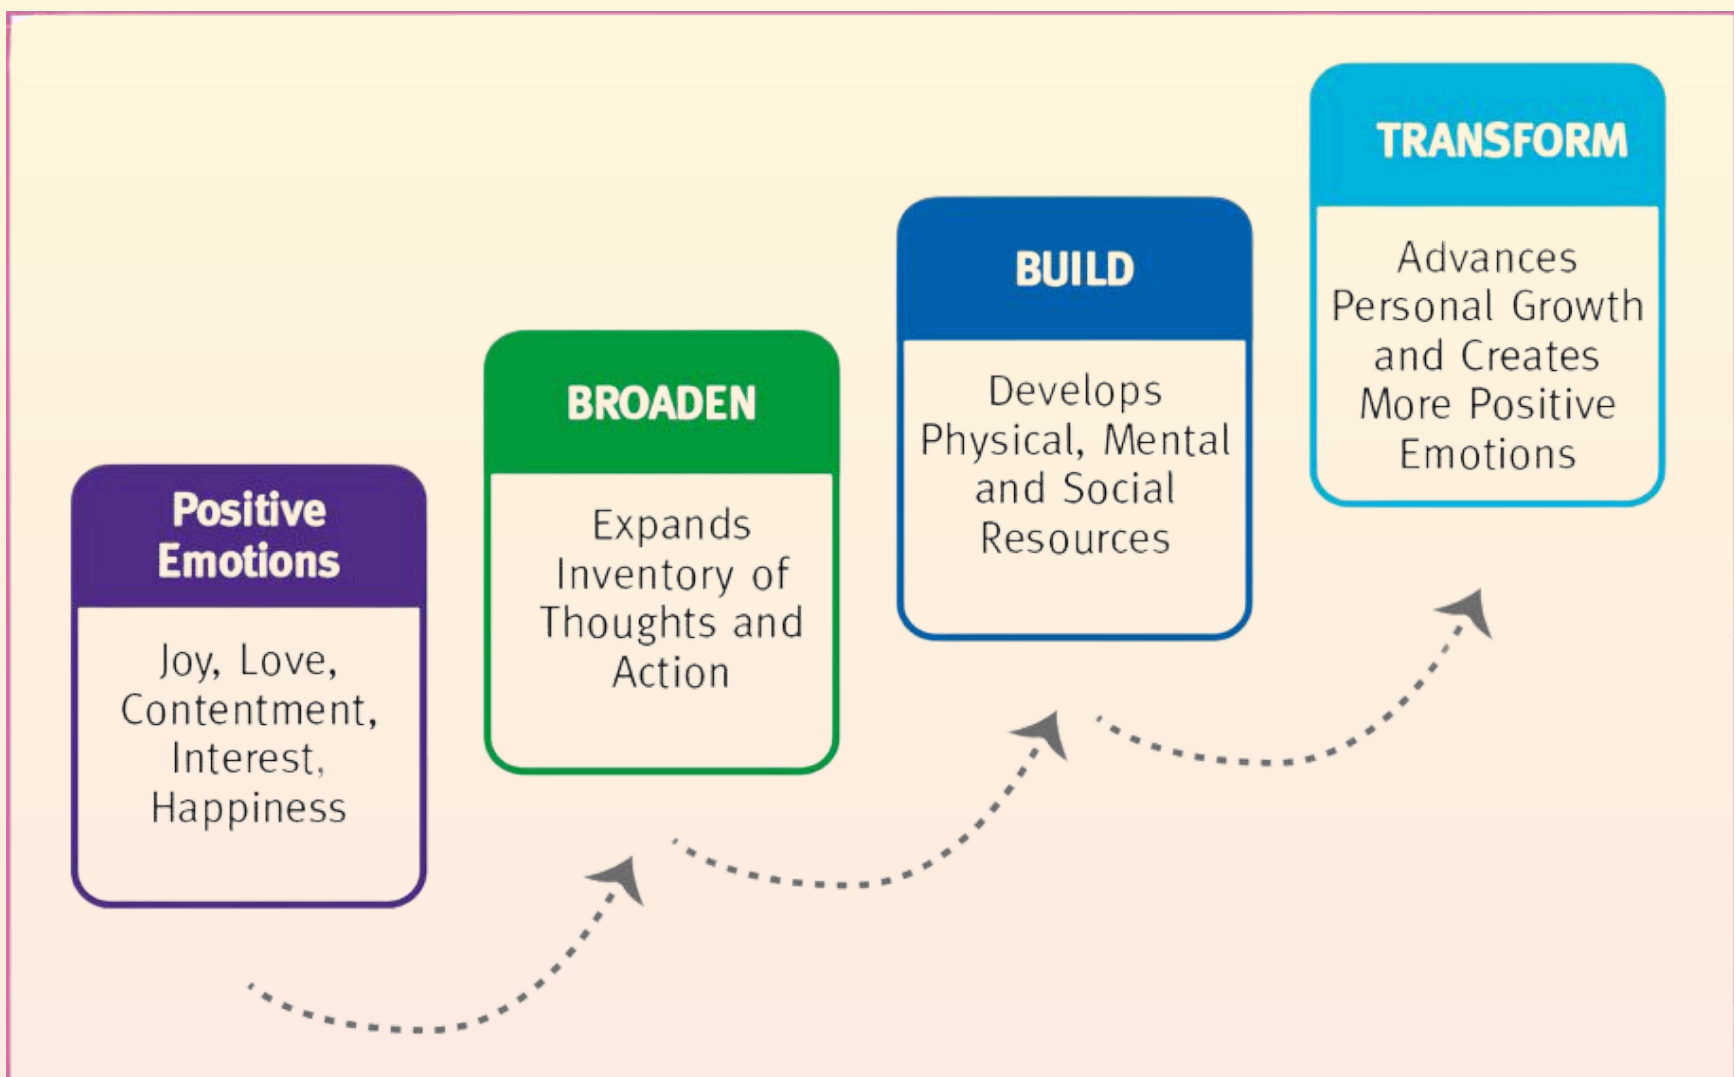 Positive
Emotions
Joy, Love,
Contentment,
Interest,
Happiness
BROADEN
Expands
Inventory of
Thoughts and
Action
BUILD
Develops
Physical, Mental
and Social
Resources
TRANSFORM
Advances
Personal Growth
and Creates
More Positive
Emotions